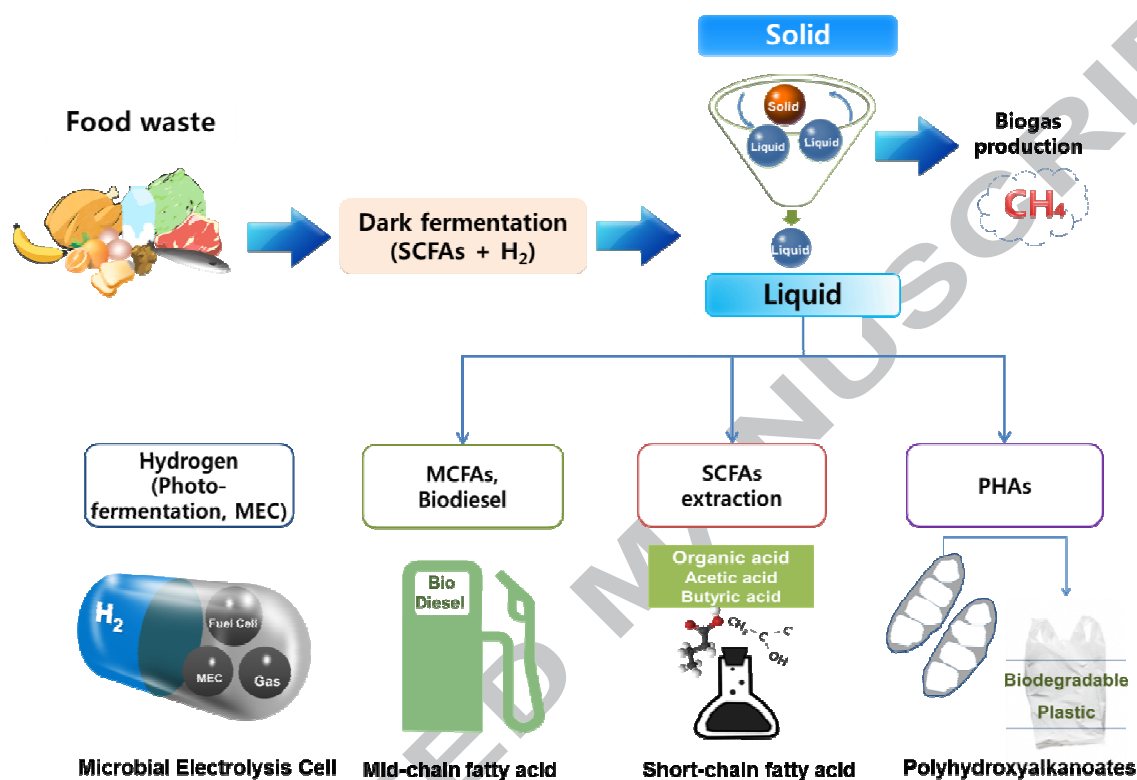 Solid
Food waste
Solid
Liquid
Liquid
Biogas
production
CH₄
Dark fermentation
(SCFAs + H₂)
Liquid
Liquid
Hydrogen
(Photo-
fermentation, MEC)
MCFAs,
Biodiesel
SCFAs
extraction
PHAs
H₂
Fuel Cell
MEC
Gas
Bio
Diesel
Organic acid
Acetic acid
Butyric acid
CH₃
C
C
OH
Biodegradable
Plastic
Microbial Electrolysis Cell
Mid-chain fatty acid
Short-chain fatty acid
Polyhydroxyalkanoates